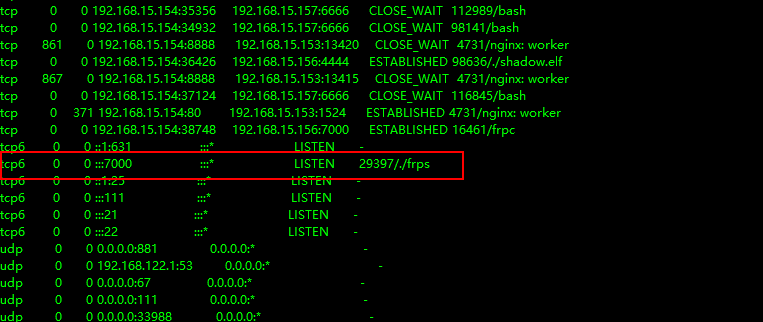 tcp 0 0 192.168.15.154:35356 192.168.15.157:6666 CLOSE_WAIT 112989/bash
tcp 0 0 192.168.15.154:34932 192.168.15.157:6666 CLOSE_WAIT 98141/bash
tcp 861 0 192.168.15.154:8888 192.168.15.153:13420 CLOSE_WAIT 4731/nginx: worker
tcp 0 0 192.168.15.154:36426 192.168.15.156:4444 ESTABLISHED 98636/./shadow.elf
tcp 867 0 192.168.15.154:8888 192.168.15.153:13415 CLOSE_WAIT 4731/nginx: worker
tcp 0 0 192.168.15.154:37124 192.168.15.157:6666 CLOSE_WAIT 116845/bash
tcp 0 371 192.168.15.154:80 192.168.15.153:1524 ESTABLISHED 4731/nginx: worker
tcp 0 0 192.168.15.154:38748 192.168.15.156:7000 ESTABLISHED 16461/frpc
tcp6 0 0 ::1:631 :::* LISTEN -
tcp6 0 0 :::7000 :::* LISTEN 29397/./frps
tcp6 0 0 ::1:25 :::* LISTEN -
tcp6 0 0 :::111 :::* LISTEN -
tcp6 0 0 :::21 :::* LISTEN -
tcp6 0 0 :::22 :::* LISTEN -
udp 0 0 0.0.0.0:881 0.0.0.0:* -
udp 0 0 192.168.122.1:53 0.0.0.0:* -
udp 0 0 0.0.0.0:67 0.0.0.0:* -
udp 0 0 0.0.0.0:111 0.0.0.0:* -
udp 0 0 0.0.0.0:33988 0.0.0.0:* -